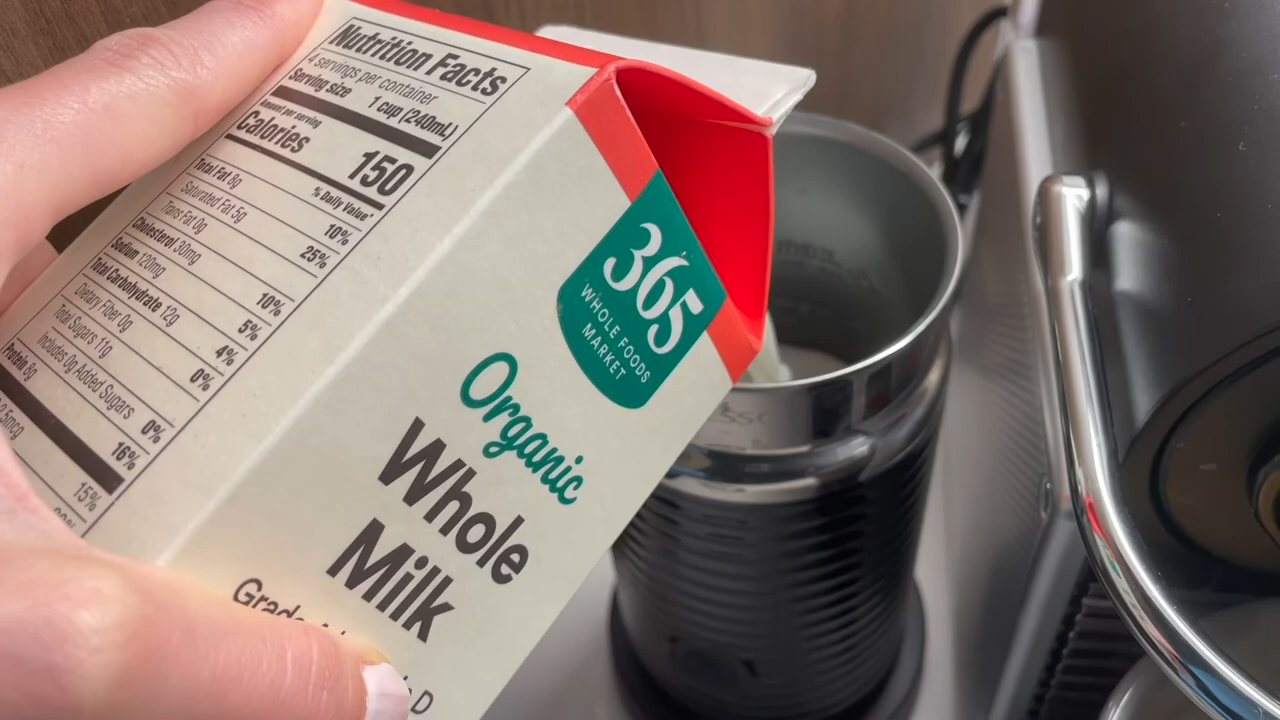 Nutrition Facts
4 servings per container
Serving size 1 cup (240mL)
Amount per serving
Calories 150
% Daily Value*
Total Fat 8g 10%
Saturated Fat 5g 25%
Trans Fat 0g
Cholesterol 30mg 10%
Sodium 120mg 5%
Total Carbohydrate 12g 4%
Dietary Fiber 0g 0%
Total Sugars 11g
Includes 0g Added Sugars 0%
Protein 8g 16%
15%
365
WHOLE FOODS
MARKET
Organic
Whole
Milk
Grade
D